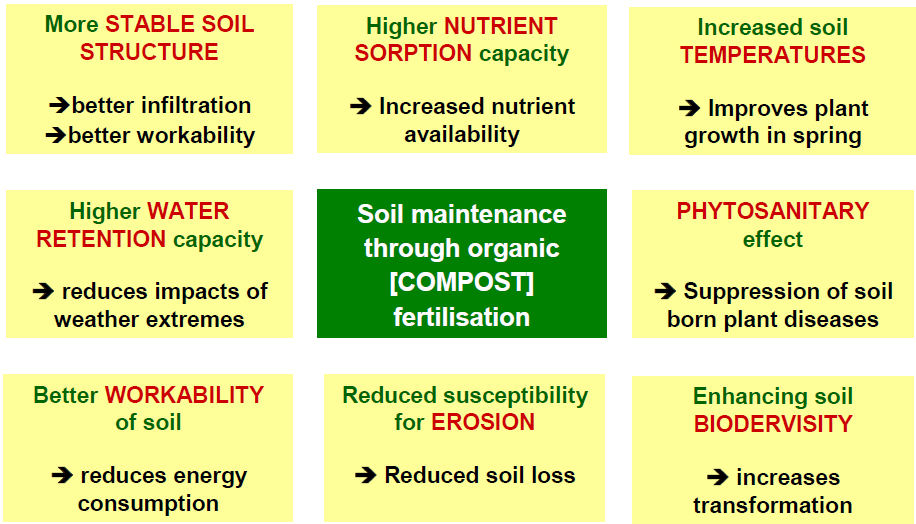 More STABLE SOIL
STRUCTURE
➔better infiltration
➔better workability
Higher NUTRIENT
SORPTION capacity
➔ Increased nutrient
availability
Increased soil
TEMPERATURES
➔ Improves plant
growth in spring
Higher WATER
RETENTION capacity
➔ reduces impacts of
weather extremes
Soil maintenance
through organic
[COMPOST]
fertilisation
PHYTOSANITARY
effect
➔ Suppression of soil
born plant diseases
Better WORKABILITY
of soil
➔ reduces energy
consumption
Reduced susceptibility
for EROSION
➔ Reduced soil loss
Enhancing soil
BIODERVISITY
➔ increases
transformation